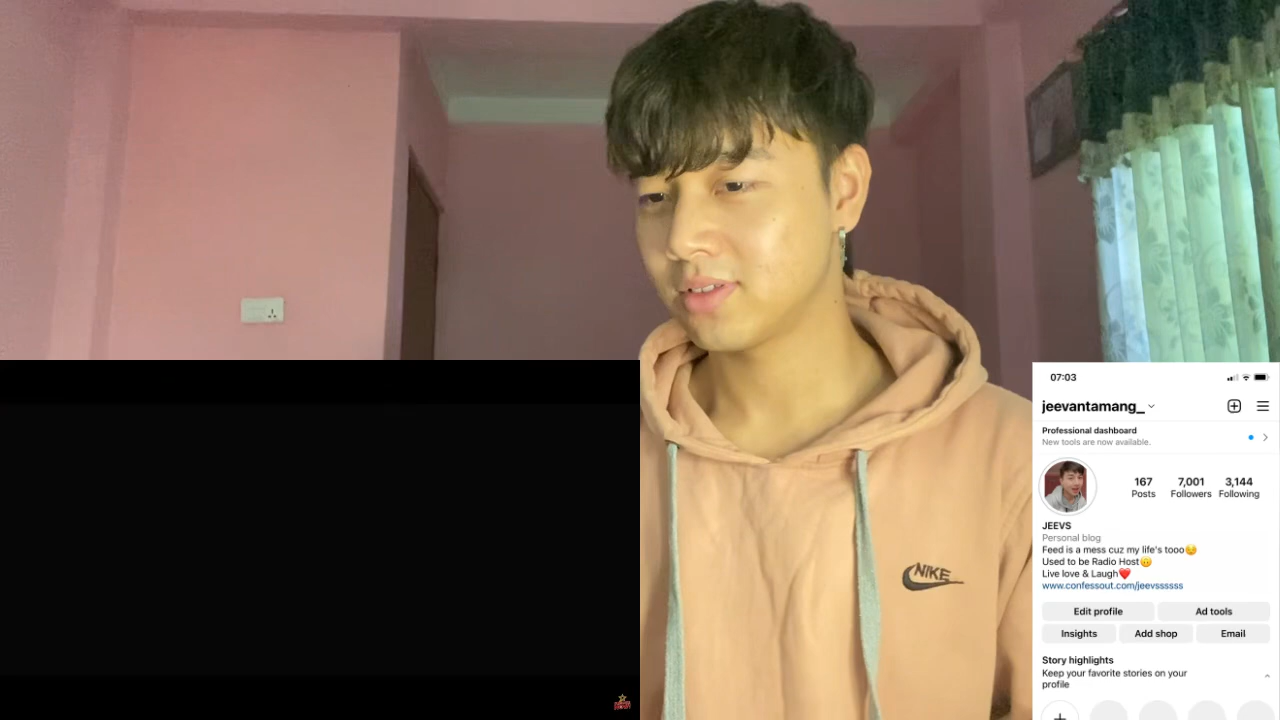 NIKE
07:03
jeevantamang_
Professional dashboard
New tools are now available.
167 7,001 3,144
Posts Followers Following
JEEVS
Personal blog
Feed is a mess cuz my life's tooo😔
Used to be Radio Host🙃
Live love & Laugh❤️
www.confessout.com/jeevssssss
Edit profile Ad tools
Insights Add shop Email
Story highlights
Keep your favorite stories on your
profile